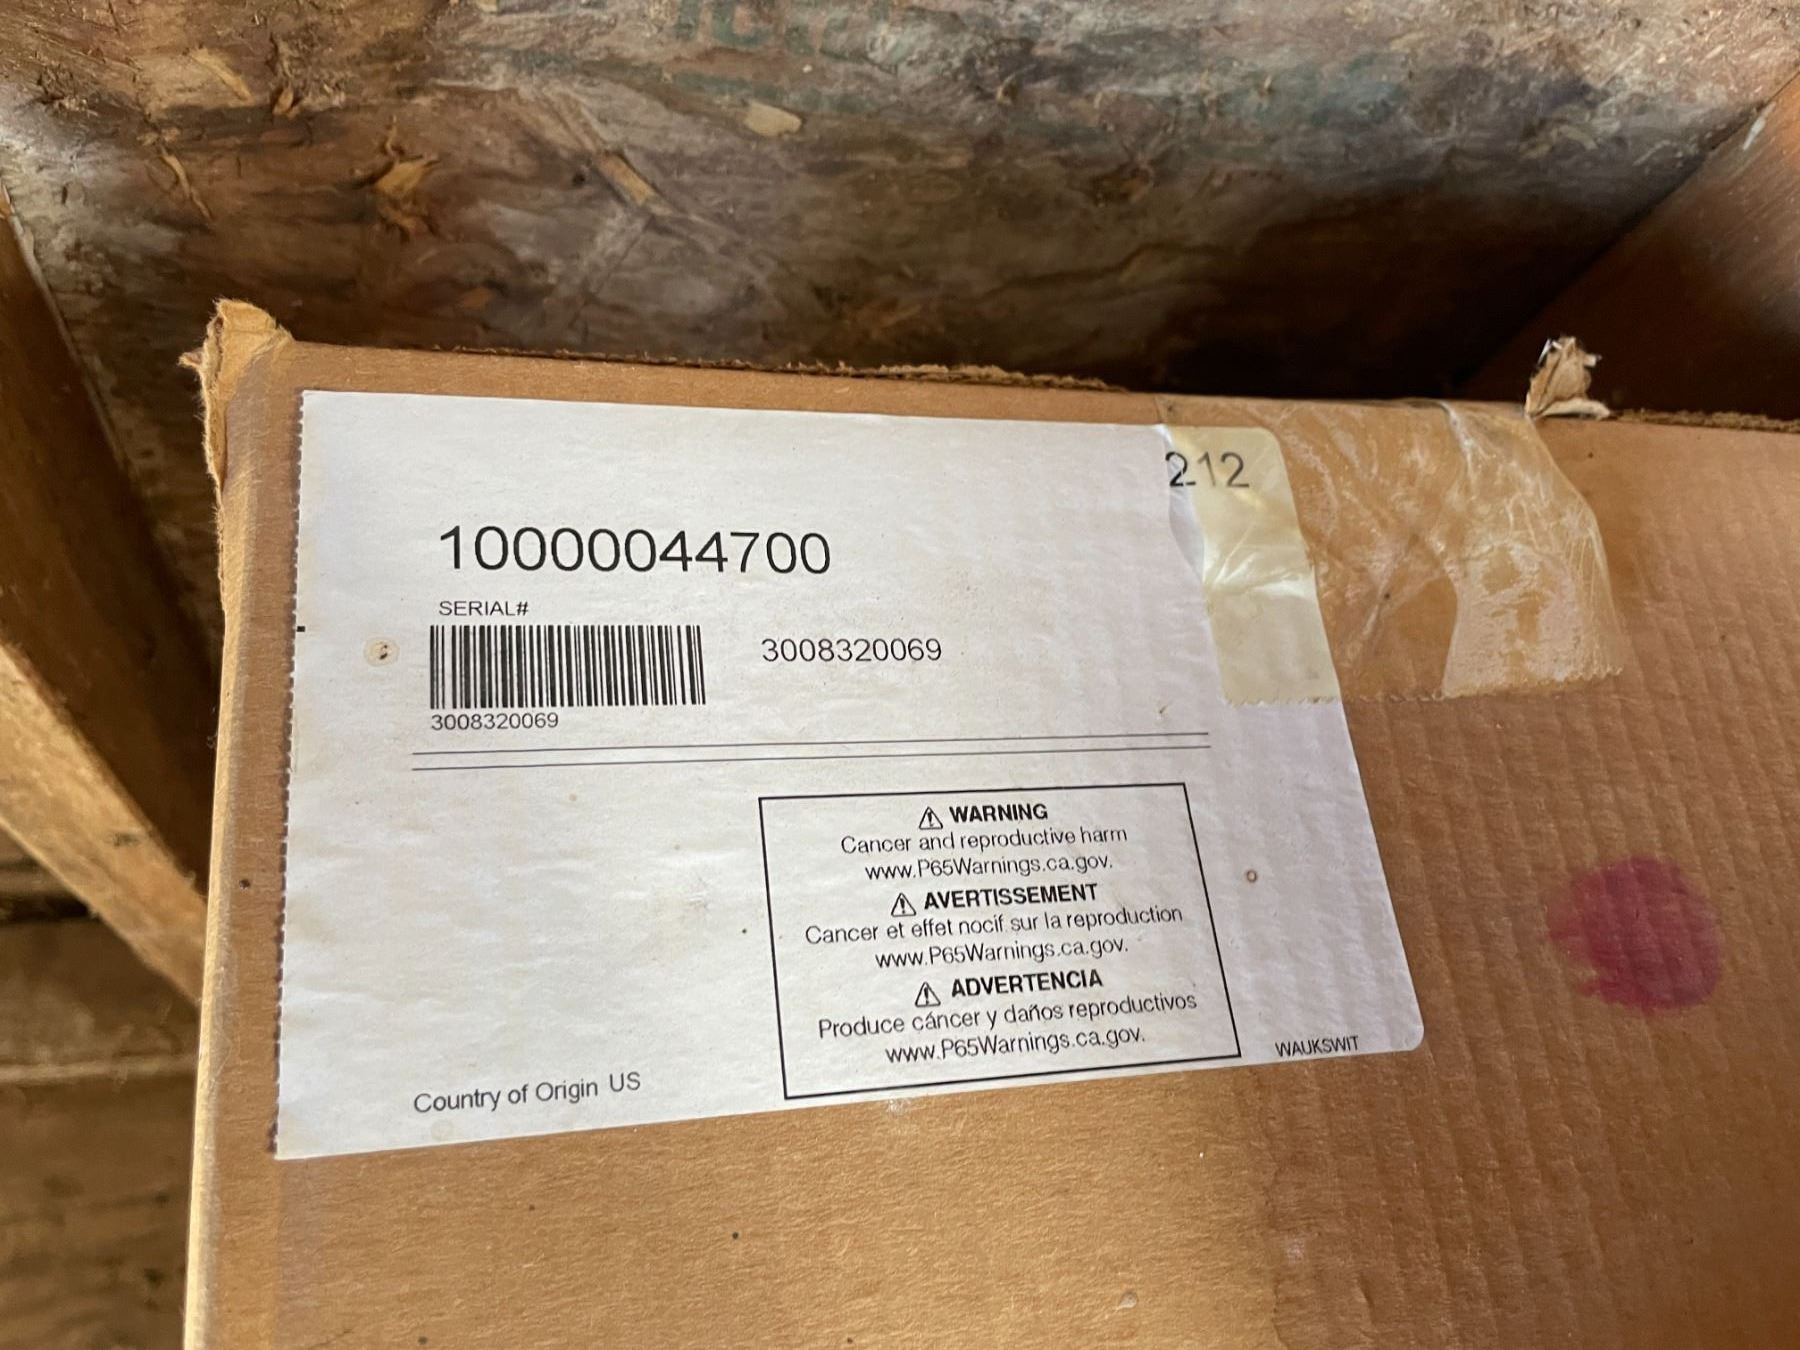 212
10000044700
SERIAL#
3008320069
3008320069
⚠ WARNING
Cancer and reproductive harm
www.P65Warnings.ca.gov.
⚠ AVERTISSEMENT
Cancer et effet nocif sur la reproduction
www.P65Warnings.ca.gov.
⚠ ADVERTENCIA
Produce cáncer y daños reproductivos
www.P65Warnings.ca.gov.
Country of Origin US
WAUKSWIT